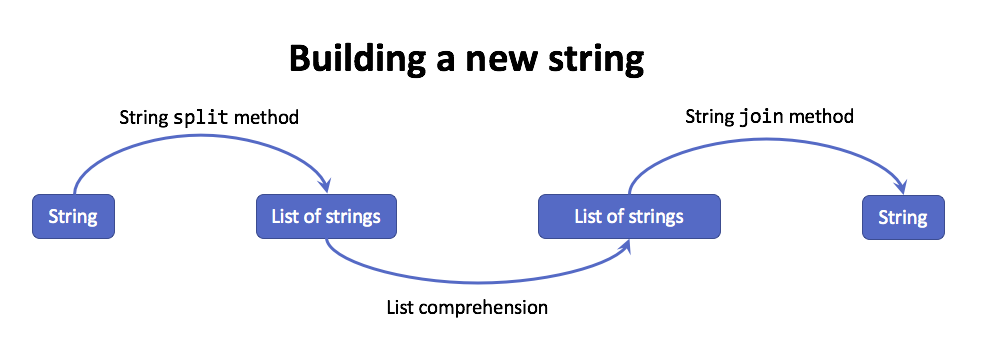 Building a new string
String split method
String join method
String
List of strings
List of strings
String
List comprehension